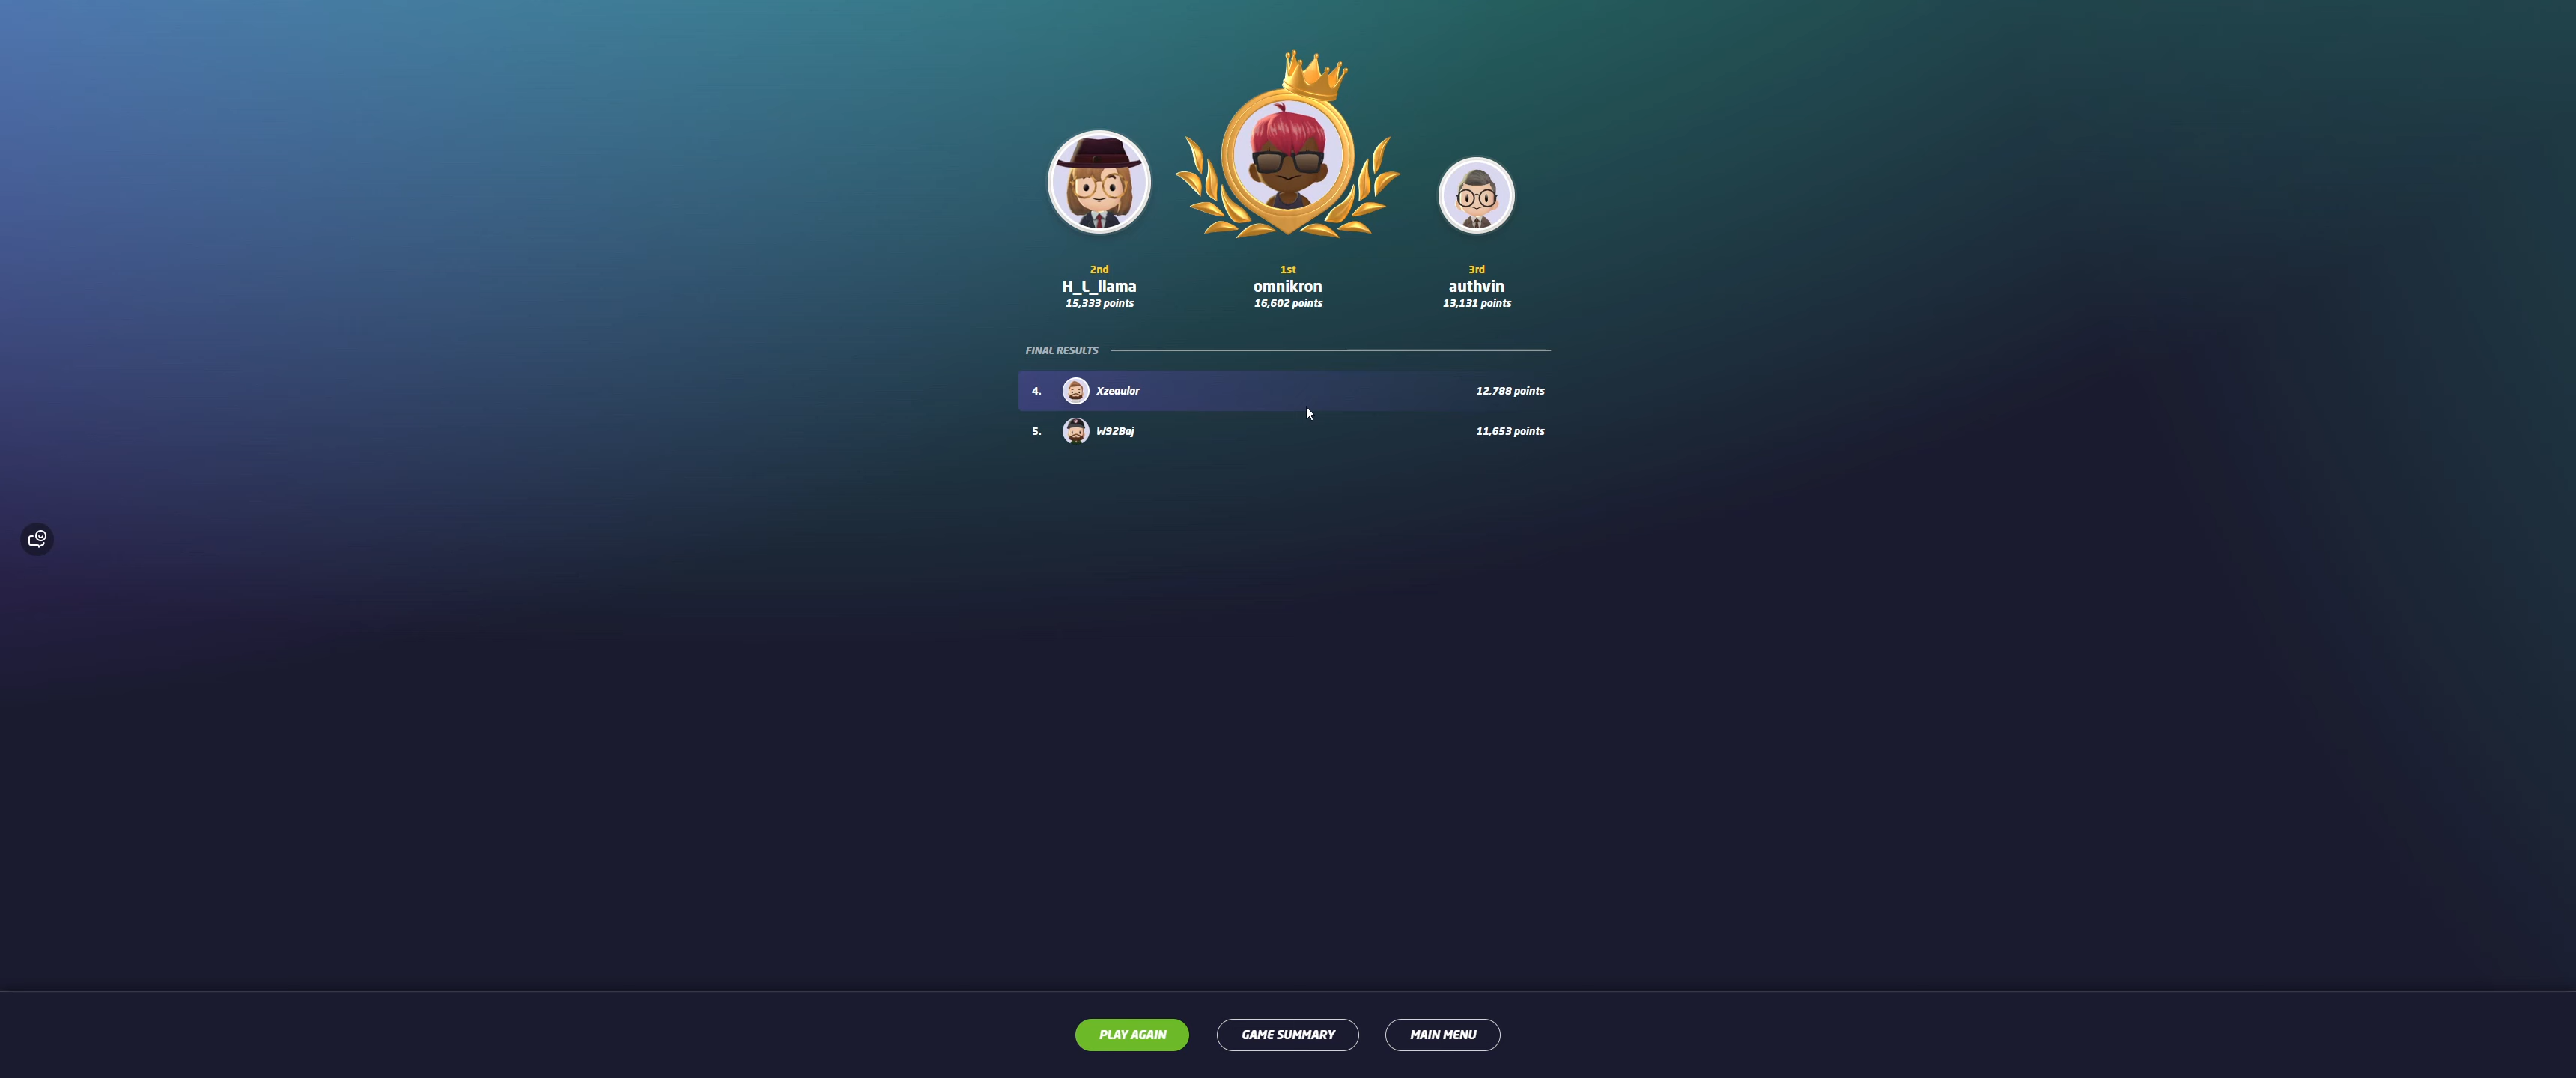 2nd
H_L_llama
15,333 points
1st
omnikron
16,602 points
3rd
authvin
13,131 points
FINAL RESULTS
4. Xzeaulor 12,788 points
5. W92Baj 11,653 points
PLAY AGAIN
GAME SUMMARY
MAIN MENU